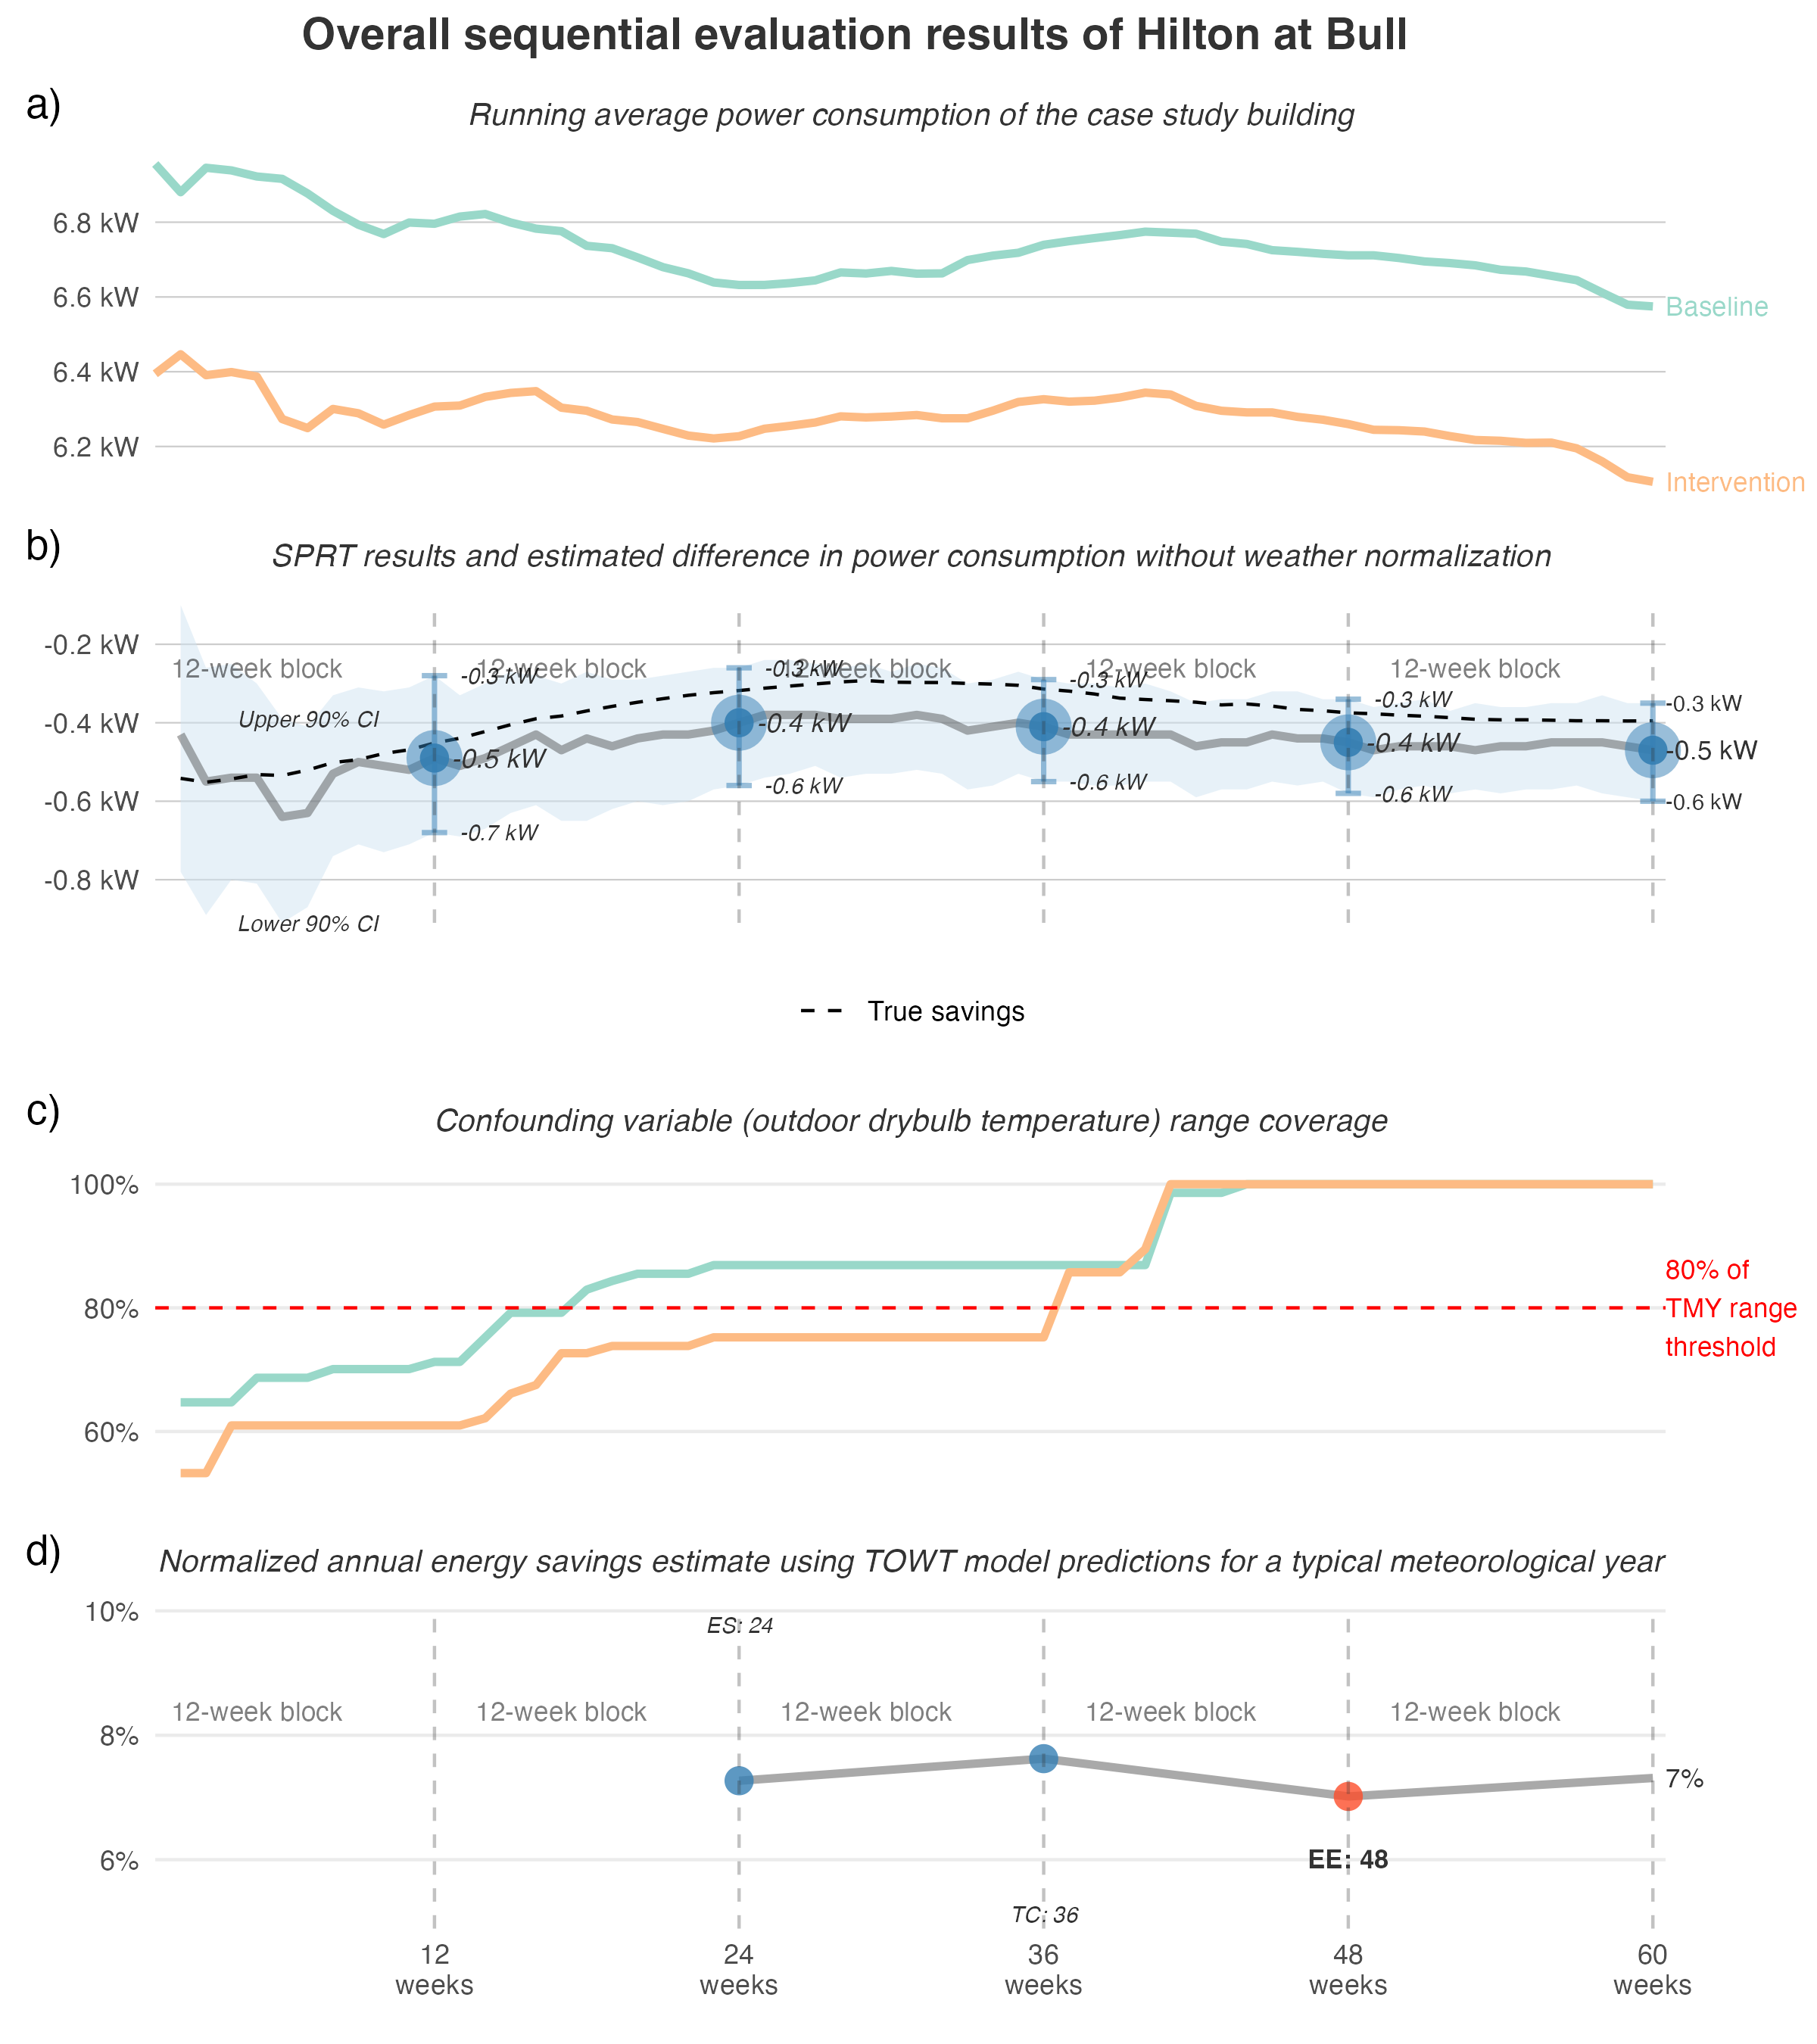 Overall sequential evaluation results of Hilton at Bull
a)
Running average power consumption of the case study building
6.8 kW
6.6 kW
Baseline
6.4 kW
6.2 kW
Intervention
b)
SPRT results and estimated difference in power consumption without weather normalization
-0.2 kW
12-week block
12-week block
12-week block
12-week block
12-week block
-0.3 kW
-0.3 kW
-0.3 kW
-0.3 kW
-0.3 kW
Upper 90% CI
-0.4 kW
-0.5 kW
-0.4 kW
-0.4 kW
-0.4 kW
-0.5 kW
-0.6 kW
-0.7 kW
-0.6 kW
-0.6 kW
-0.6 kW
-0.6 kW
-0.8 kW
Lower 90% CI
True savings
c)
Confounding variable (outdoor drybulb temperature) range coverage
100%
80%
60%
80% of
TMY range
threshold
d)
Normalized annual energy savings estimate using TOWT model predictions for a typical meteorological year
10%
ES: 24
12-week block
12-week block
12-week block
12-week block
12-week block
8%
7%
6%
EE: 48
TC: 36
12
weeks
24
weeks
36
weeks
48
weeks
60
weeks